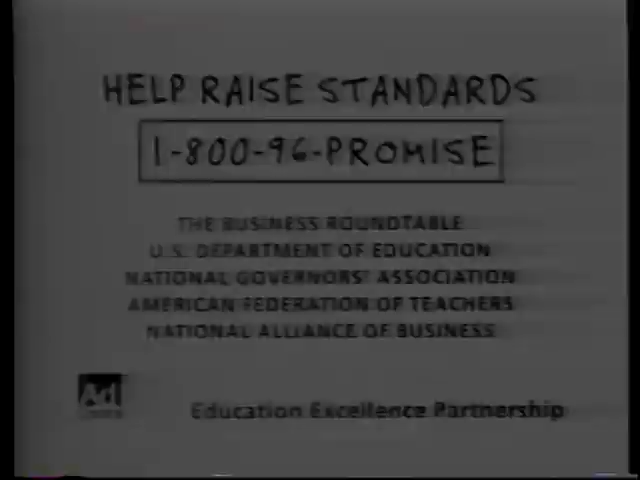 HELP RAISE STANDARDS
1-800-96-PROMISE
THE BUSINESS ROUNDTABLE
U.S. DEPARTMENT OF EDUCATION
NATIONAL GOVERNORS' ASSOCIATION
AMERICAN FEDERATION OF TEACHERS
NATIONAL ALLIANCE OF BUSINESS
Ad
Education Excellence Partnership